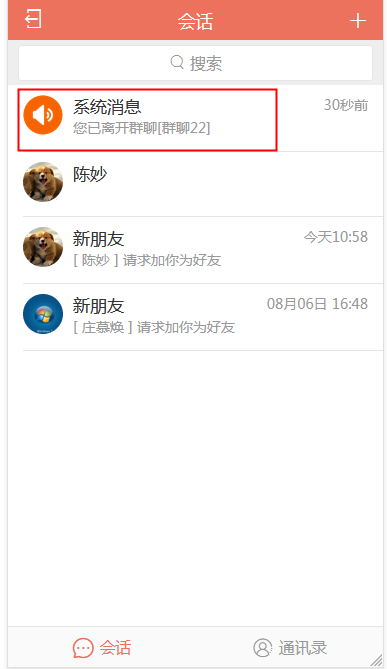 会话
搜索
系统消息 30秒前
您已离开群聊[群聊22]
陈妙
新朋友 今天10:58
[ 陈妙 ] 请求加你为好友
新朋友 08月06日 16:48
[ 庄慕焕 ] 请求加你为好友
会话 通讯录